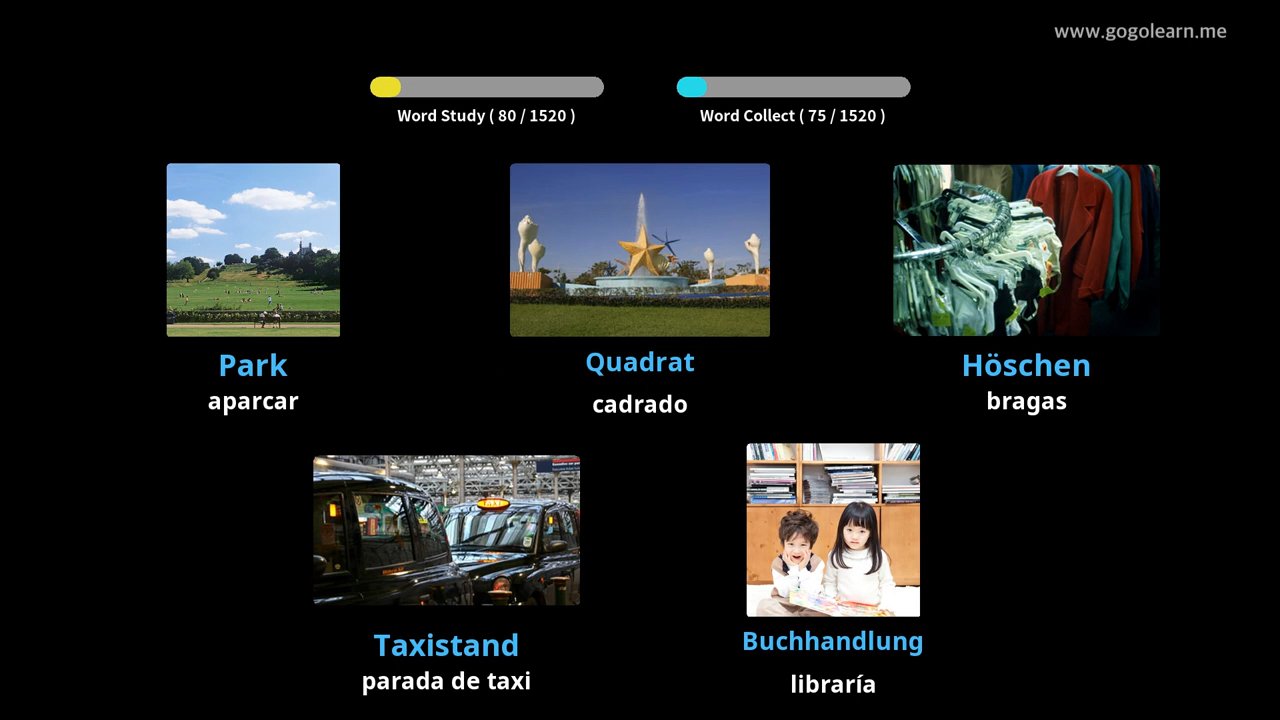 www.gogolearn.me
Word Study ( 80 / 1520 )
Word Collect ( 75 / 1520 )
Park
aparcar
Quadrat
cadrado
Höschen
bragas
TAXI
Taxistand
parada de taxi
Buchhandlung
libraría